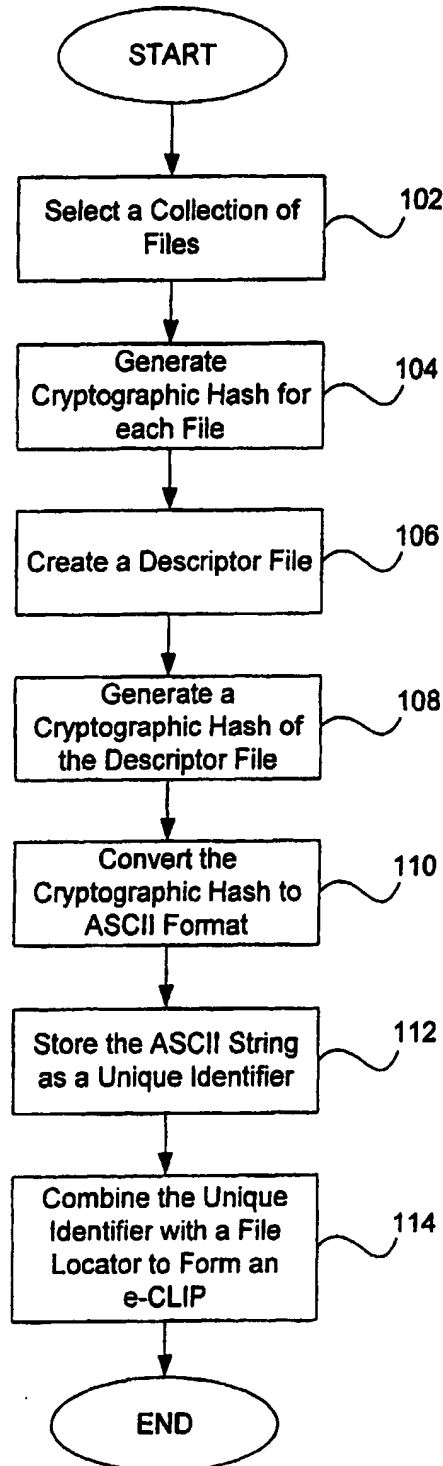 START
Select a Collection of
Files
102
Generate
Cryptographic Hash for
each File
104
Create a Descriptor File
106
Generate a
Cryptographic Hash of
the Descriptor File
108
Convert the
Cryptographic Hash to
ASCII Format
110
Store the ASCII String
as a Unique Identifier
112
Combine the Unique
Identifier with a File
Locator to Form an
e-CLIP
114
END